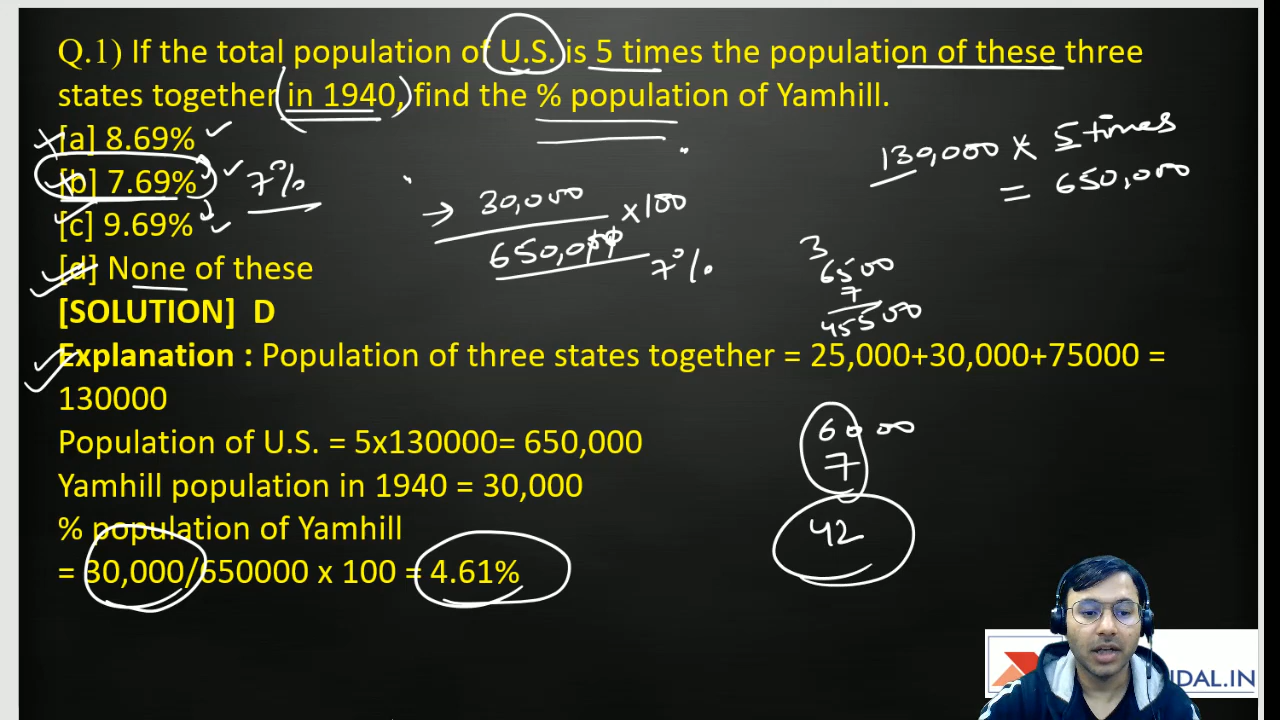 Q.1) If the total population of U.S. is 5 times the population of these three
states together (in 1940,) find the % population of Yamhill.
[a] 8.69%
[b] 7.69% 7%
[c] 9.69%
[d] None of these
130,000 × 5 times
= 650,000
→ 30,000 × 100
650,000
7%
3
6500
7
45500
[SOLUTION] D
Explanation : Population of three states together = 25,000+30,000+75000 =
130000
Population of U.S. = 5x130000= 650,000
Yamhill population in 1940 = 30,000
% population of Yamhill
= 30,000/650000 x 100 = 4.61%
6000
7
42
DAL.IN